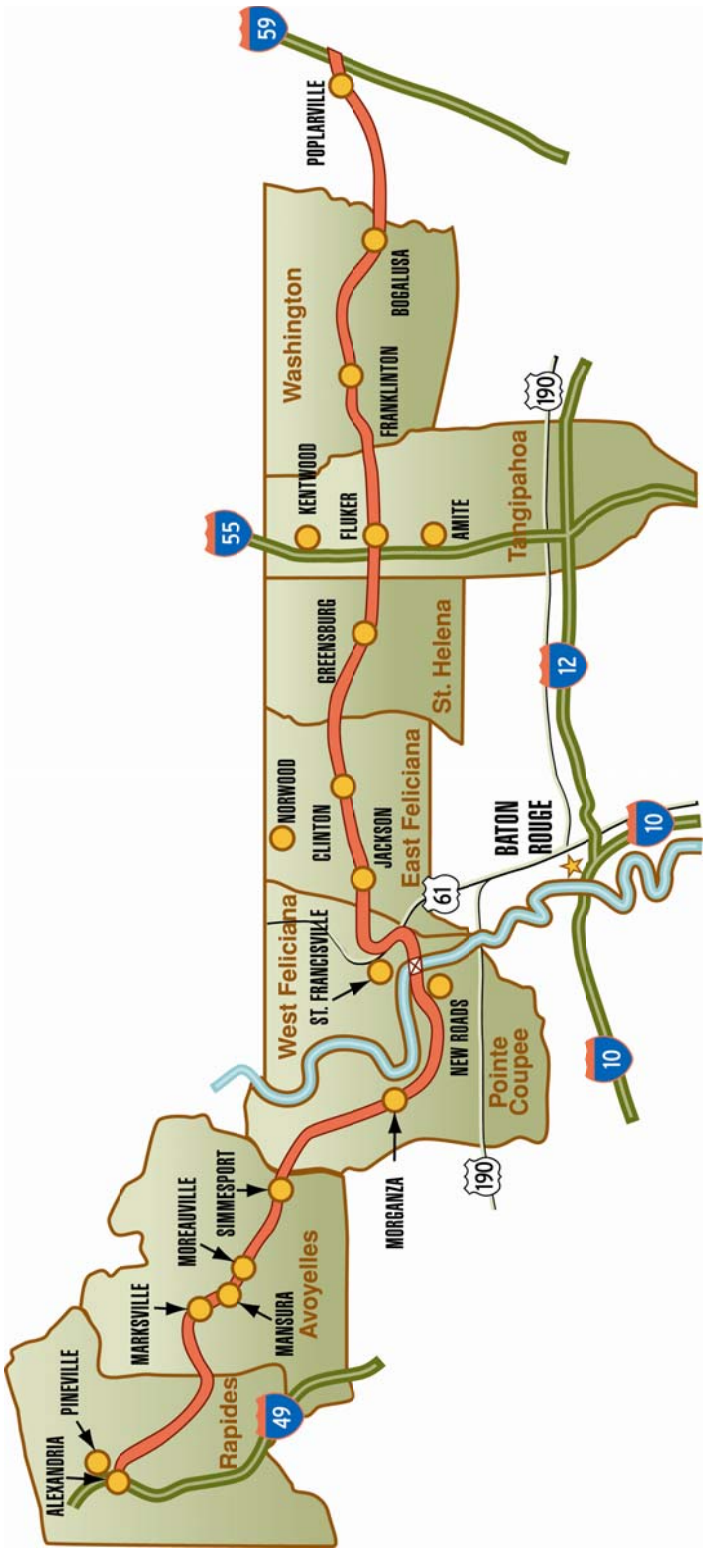 ALEXANDRIA
PINEVILLE
Rapides
49
MARKSVILLE
MANSURA
MOREAUVILLE
SIMMESPORT
Avoyelles
MORGANZA
Pointe
Coupee
NEW ROADS
190
West Feliciana
ST. FRANCISVILLE
61
BATON
ROUGE
10
10
NORWOOD
CLINTON
JACKSON
East Feliciana
GREENSBURG
St. Helena
12
55
KENTWOOD
FLUKER
AMITE
Tangipahoa
190
Washington
FRANKLINTON
BOGALUSA
POPLARVILLE
59